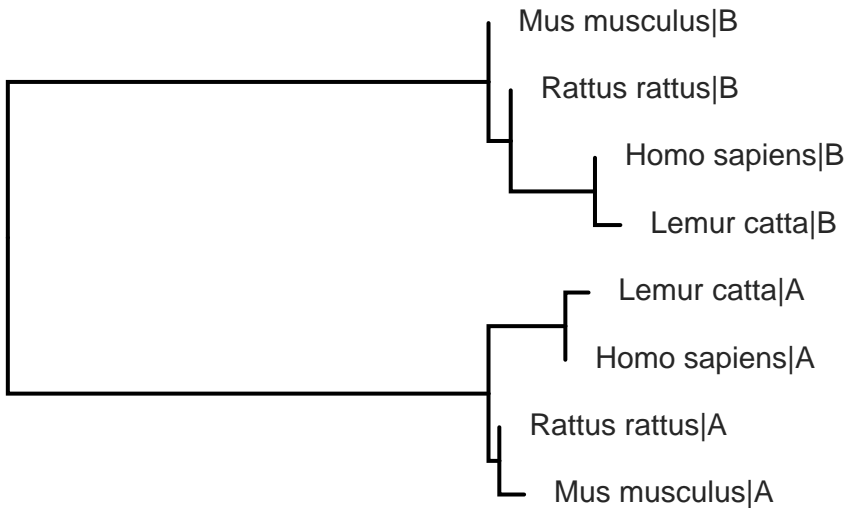 Mus musculus|B
Rattus rattus|B
Homo sapiens|B
Lemur catta|B
Lemur catta|A
Homo sapiens|A
Rattus rattus|A
Mus musculus|A